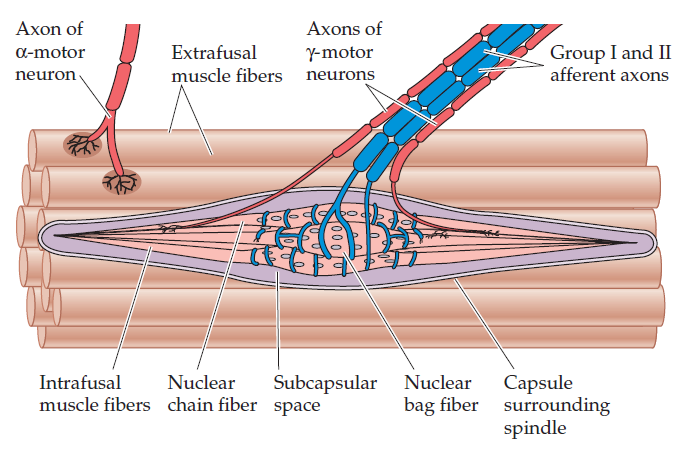 Axon of
α-motor
neuron
Extrafusal
muscle fibers
Axons of
γ-motor
neurons
Group I and II
afferent axons
Intrafusal
muscle fibers
Nuclear
chain fiber
Subcapsular
space
Nuclear
bag fiber
Capsule
surrounding
spindle